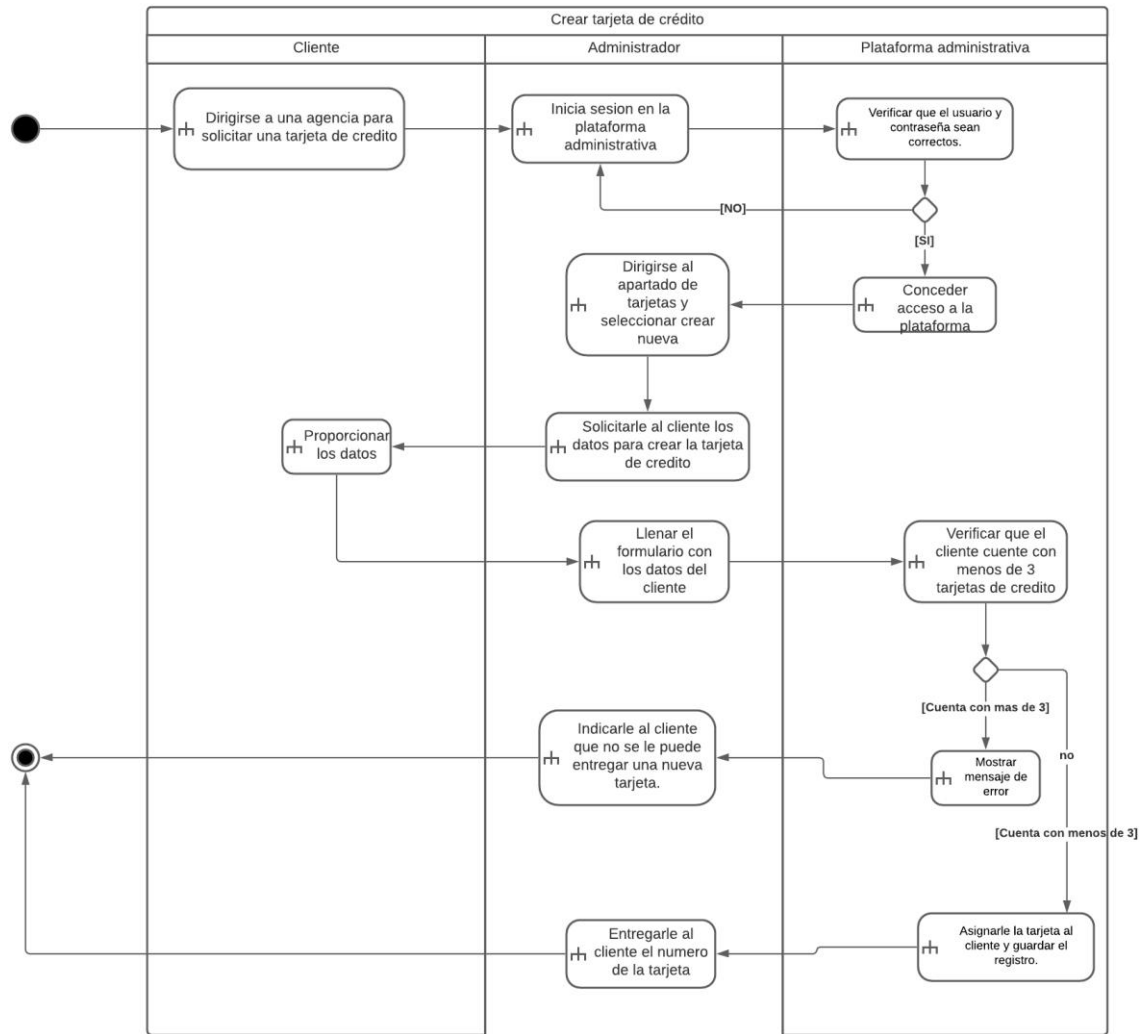 Crear tarjeta de crédito
Cliente
Administrador
Plataforma administrativa
Dirigirse a una agencia para
solicitar una tarjeta de credito
Inicia sesion en la
plataforma
administrativa
Verificar que el usuario y
contraseña sean
correctos.
[NO]
[SI]
Dirigirse al
apartado de
tarjetas y
seleccionar crear
nueva
Conceder
acceso a la
plataforma
Proporcionar
los datos
Solicitarle al cliente los
datos para crear la tarjeta
de credito
Llenar el
formulario con
los datos del
cliente
Verificar que el
cliente cuente con
menos de 3
tarjetas de credito
[Cuenta con mas de 3]
Indicarle al cliente
que no se le puede
entregar una nueva
tarjeta.
Mostrar
mensaje de
error
no
[Cuenta con menos de 3]
Entregarle al
cliente el numero
de la tarjeta
Asignarle la tarjeta al
cliente y guardar el
registro.